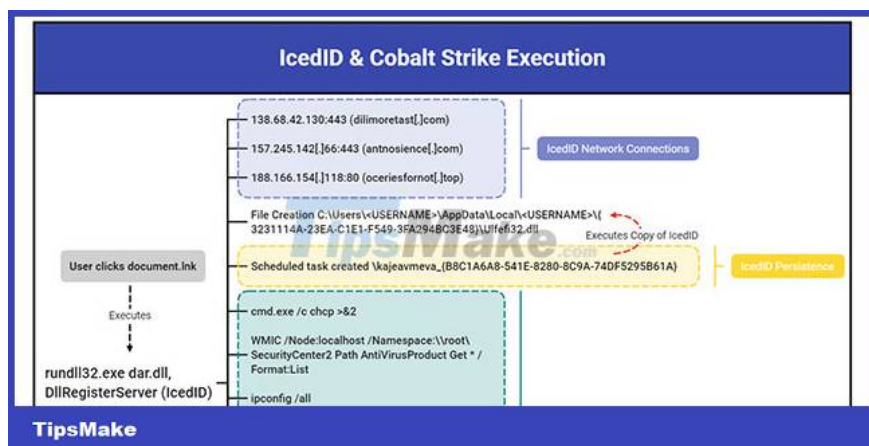 IcedID & Cobalt Strike Execution
138.68.42.130:443 (dilimoretast[.]com)
157.245.142[.]66:443 (antnosience[.]com)
188.166.154[.]118:80 (oceriesfornot[.]top)
IcedID Network Connections
File Creation C:\Users\<USERNAME>\AppData\Local\<USERNAME>\{
3231114A-23EA-C1E1-F549-3FA294BC3E48}\Ulfefi32.dll
Executes Copy of IcedID
TipsMake.com
User clicks document.lnk
Scheduled task created \kajeavmeva_{B8C1A6A8-541E-8280-8C9A-74DF5295B61A}
IcedID Persistence
Executes
cmd.exe /c chcp >&2
WMIC /Node:localhost /Namespace:\\root\
SecurityCenter2 Path AntiVirusProduct Get * /
Format:List
rundll32.exe dar.dll,
DllRegisterServer (IcedID)
ipconfig /all
TipsMake